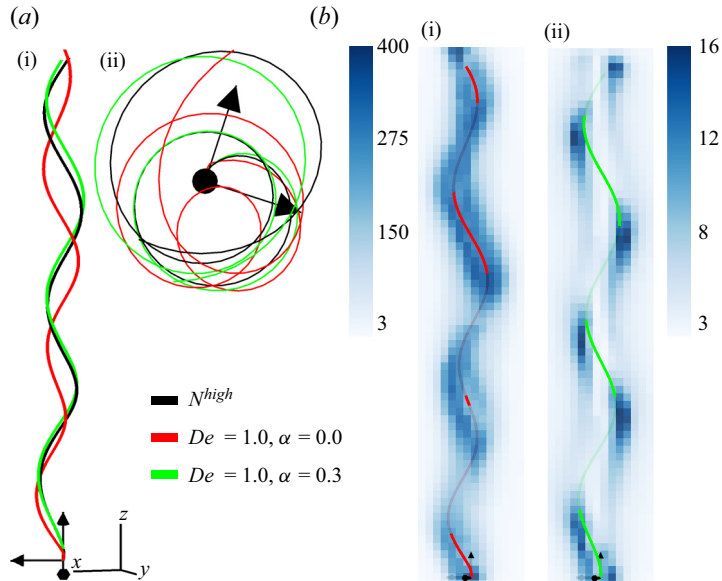 (a)
(i)
(ii)
N^high
De = 1.0, α = 0.0
De = 1.0, α = 0.3
x
z
y
(b)
400
275
150
3
(i)
(ii)
16
12
8
3